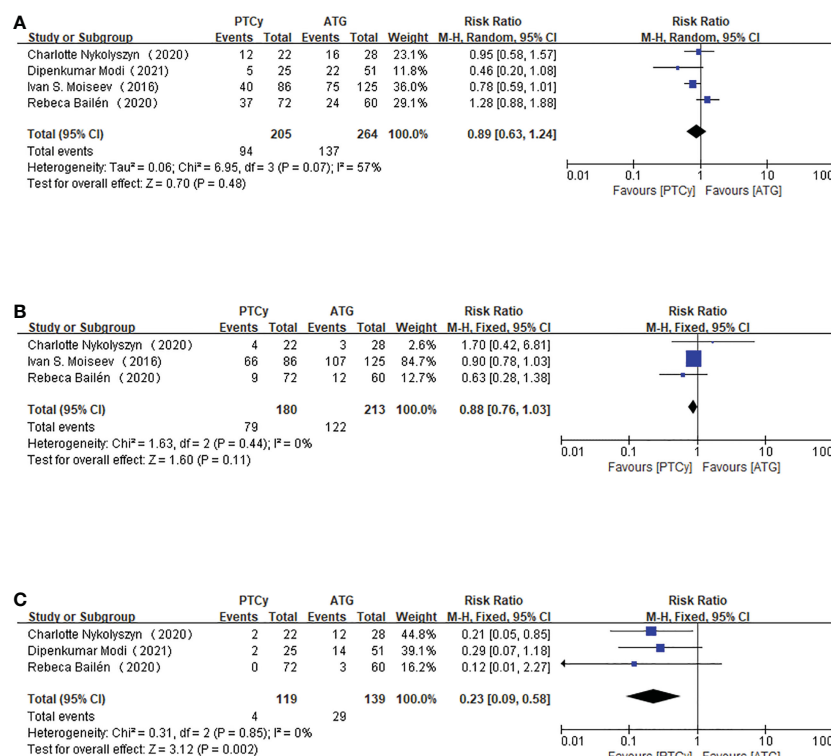 A
PTCy ATG Risk Ratio Risk Ratio
Study or Subgroup Events Total Events Total Weight M-H, Random, 95% CI M-H, Random, 95% CI
Charlotte Nykolyszyn (2020) 12 22 16 28 23.1% 0.95 [0.58, 1.57]
Dipenkumar Modi (2021) 5 25 22 51 11.8% 0.46 [0.20, 1.08]
Ivan S. Moiseev (2016) 40 86 75 125 36.0% 0.78 [0.59, 1.01]
Rebeca Bailén (2020) 37 72 24 60 29.1% 1.28 [0.88, 1.88]
Total (95% CI) 205 264 100.0% 0.89 [0.63, 1.24]
Total events 94 137
Heterogeneity: Tau² = 0.06; Chi² = 6.95, df = 3 (P = 0.07); I² = 57%
Test for overall effect: Z = 0.70 (P = 0.48)
0.01 0.1 1 10 100
Favours [PTCy] Favours [ATG]
B
PTCy ATG Risk Ratio Risk Ratio
Study or Subgroup Events Total Events Total Weight M-H, Fixed, 95% CI M-H, Fixed, 95% CI
Charlotte Nykolyszyn (2020) 4 22 3 28 2.6% 1.70 [0.42, 6.81]
Ivan S. Moiseev (2016) 66 86 107 125 84.7% 0.90 [0.78, 1.03]
Rebeca Bailén (2020) 9 72 12 60 12.7% 0.63 [0.28, 1.38]
Total (95% CI) 180 213 100.0% 0.88 [0.76, 1.03]
Total events 79 122
Heterogeneity: Chi² = 1.63, df = 2 (P = 0.44); I² = 0%
Test for overall effect: Z = 1.60 (P = 0.11)
0.01 0.1 1 10 100
Favours [PTCy] Favours [ATG]
C
PTCy ATG Risk Ratio Risk Ratio
Study or Subgroup Events Total Events Total Weight M-H, Fixed, 95% CI M-H, Fixed, 95% CI
Charlotte Nykolyszyn (2020) 2 22 12 28 44.8% 0.21 [0.05, 0.85]
Dipenkumar Modi (2021) 2 25 14 51 39.1% 0.29 [0.07, 1.18]
Rebeca Bailén (2020) 0 72 3 60 16.2% 0.12 [0.01, 2.27]
Total (95% CI) 119 139 100.0% 0.23 [0.09, 0.58]
Total events 4 29
Heterogeneity: Chi² = 0.31, df = 2 (P = 0.85); I² = 0%
Test for overall effect: Z = 3.12 (P = 0.002)
0.01 0.1 1 10 100
Favours [PTCy] Favours [ATG]